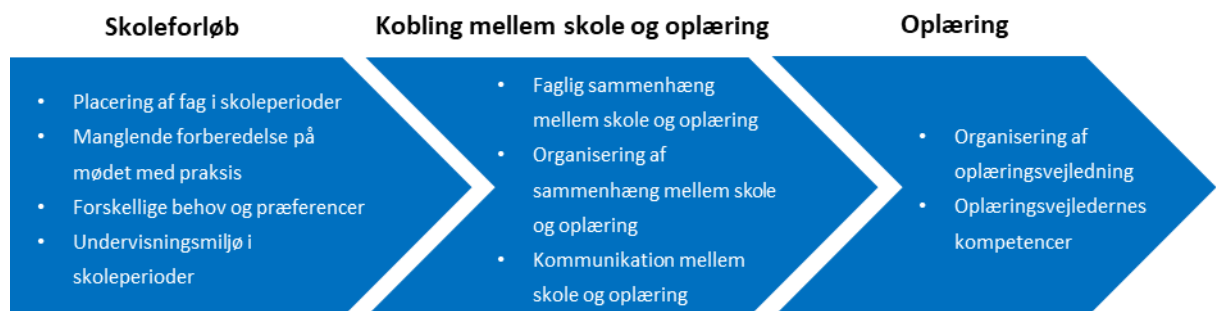 Skoleforløb
• Placering af fag i skoleperioder
• Manglende forberedelse på
mødet med praksis
• Forskellige behov og præferencer
• Undervisningsmiljø i
skoleperioder
Kobling mellem skole og oplæring
• Faglig sammenhæng
mellem skole og oplæring
• Organisering af
sammenhæng mellem skole
og oplæring
• Kommunikation mellem
skole og oplæring
Oplæring
• Organisering af
oplæringsvejledning
• Oplæringsvejledernes
kompetencer